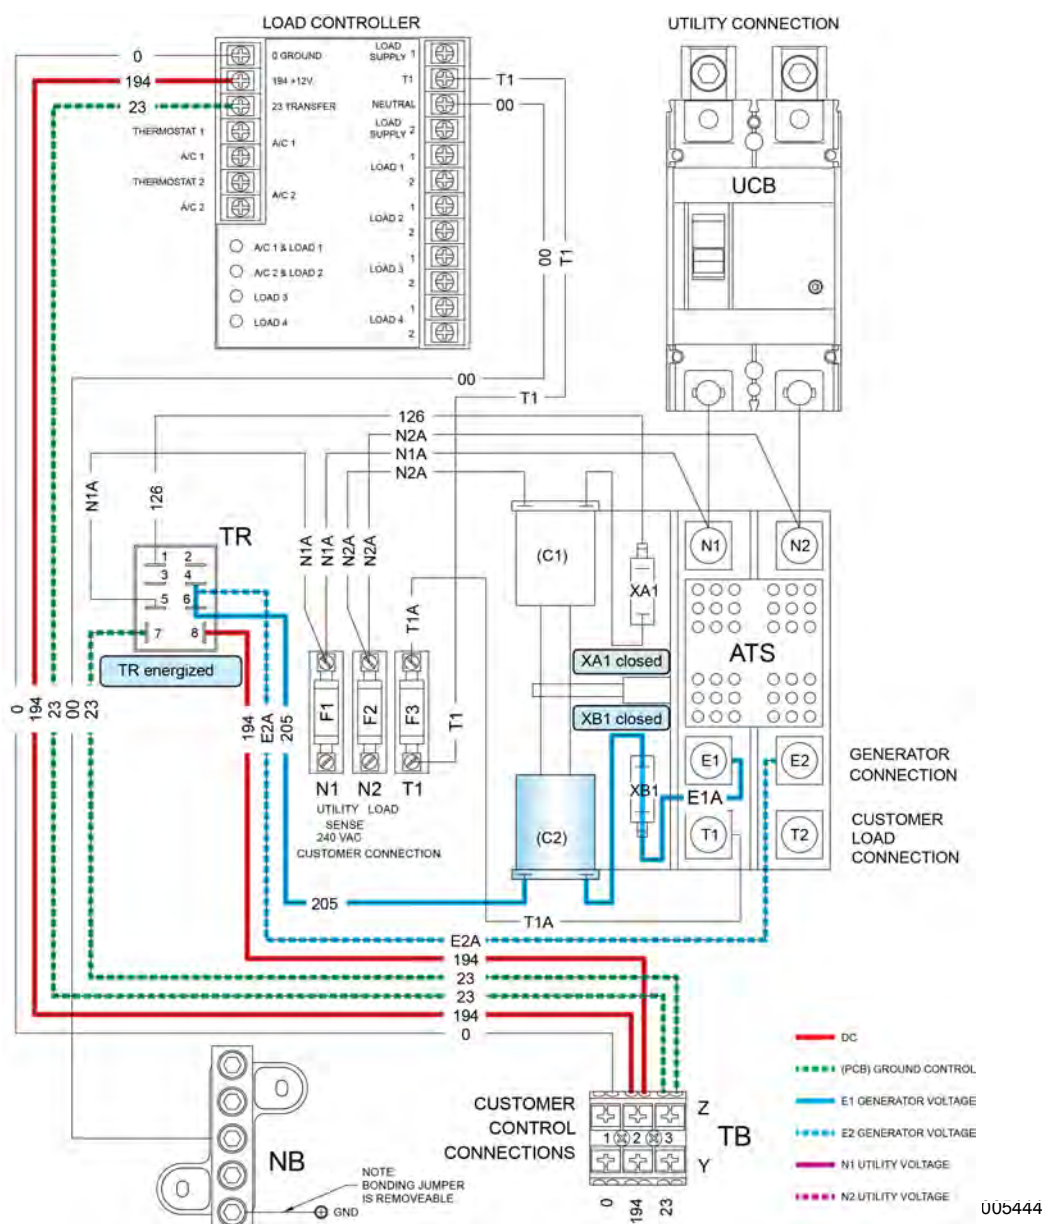 LOAD CONTROLLER
UTILITY CONNECTION
0
0 GROUND
LOAD
SUPPLY 1
194
194 +12V
T1
T1
23
23 TRANSFER
NEUTRAL
00
THERMOSTAT 1
LOAD
SUPPLY 2
A/C 1
A/C 1
LOAD 1
1
2
THERMOSTAT 2
A/C 2
A/C 2
LOAD 2
1
2
UCB
A/C 1 & LOAD 1
A/C 2 & LOAD 2
LOAD 3
LOAD 4
LOAD 3
1
2
LOAD 4
1
2
00
T1
00
T1
126
N2A
N1A
N2A
N1A
126
TR
1
2
3
4
5
6
7
8
TR energized
N1A
N1A
N2A
N2A
T1A
(C1)
XA1
N1
N2
ATS
XA1 closed
XB1 closed
0
194
23
00
23
194
E2A
205
F1
F2
F3
T1
N1
N2
T1
UTILITY LOAD
SENSE
240 VAC
CUSTOMER CONNECTION
(C2)
XB1
E1
E2
E1A
T1
T2
GENERATOR
CONNECTION
CUSTOMER
LOAD
CONNECTION
205
T1A
E2A
194
23
23
194
0
DC
(PCB) GROUND CONTROL
E1 GENERATOR VOLTAGE
E2 GENERATOR VOLTAGE
N1 UTILITY VOLTAGE
N2 UTILITY VOLTAGE
CUSTOMER
CONTROL
CONNECTIONS
1
2
3
Z
TB
Y
0
194
23
NB
NOTE:
BONDING JUMPER
IS REMOVEABLE
GND
005444